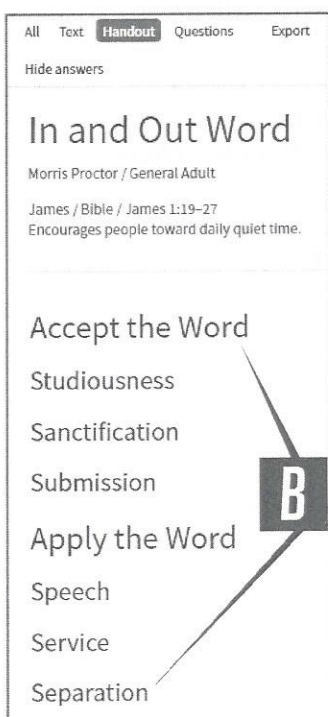 All Text Handout Questions Export
Hide answers
In and Out Word
Morris Proctor / General Adult
James / Bible / James 1:19–27
Encourages people toward daily quiet time.
Accept the Word
Studiousness
Sanctification
Submission
B
Apply the Word
Speech
Service
Separation